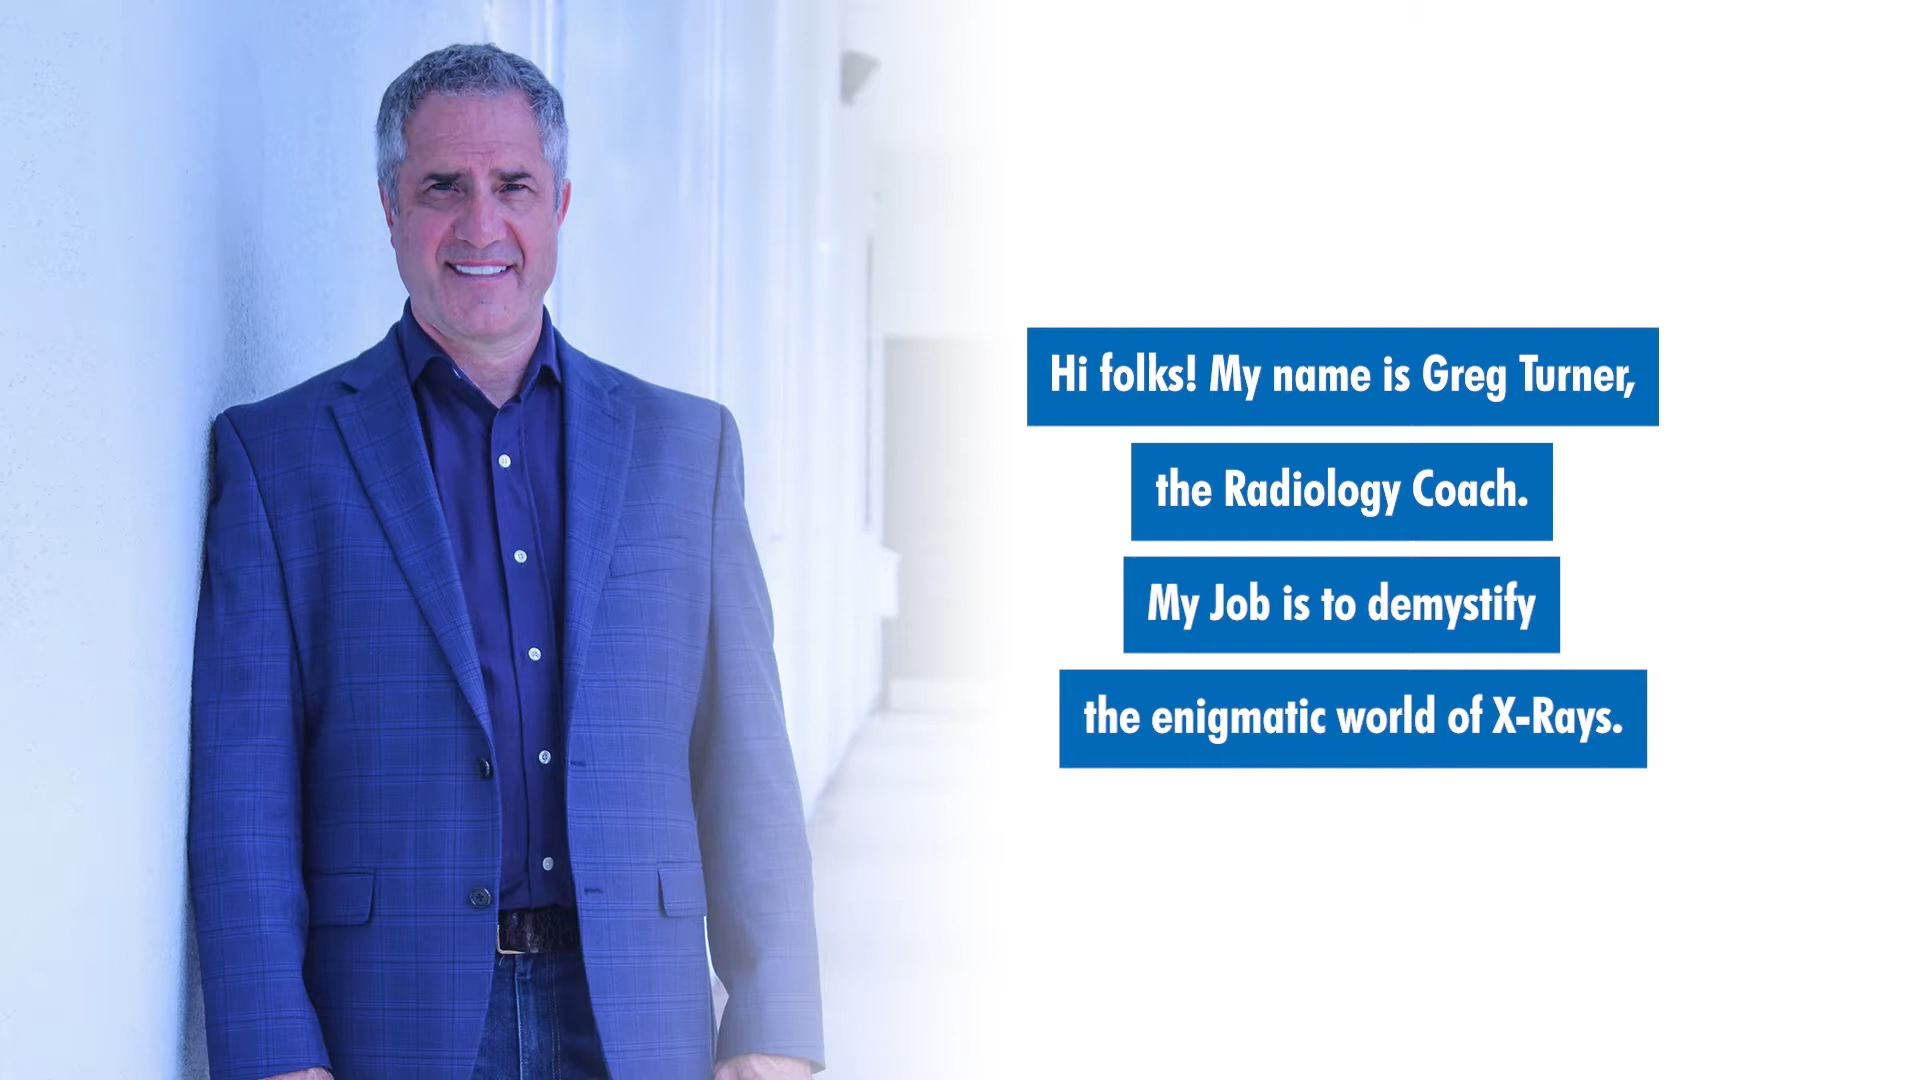 Hi folks! My name is Greg Turner,
the Radiology Coach.
My Job is to demystify
the enigmatic world of X-Rays.